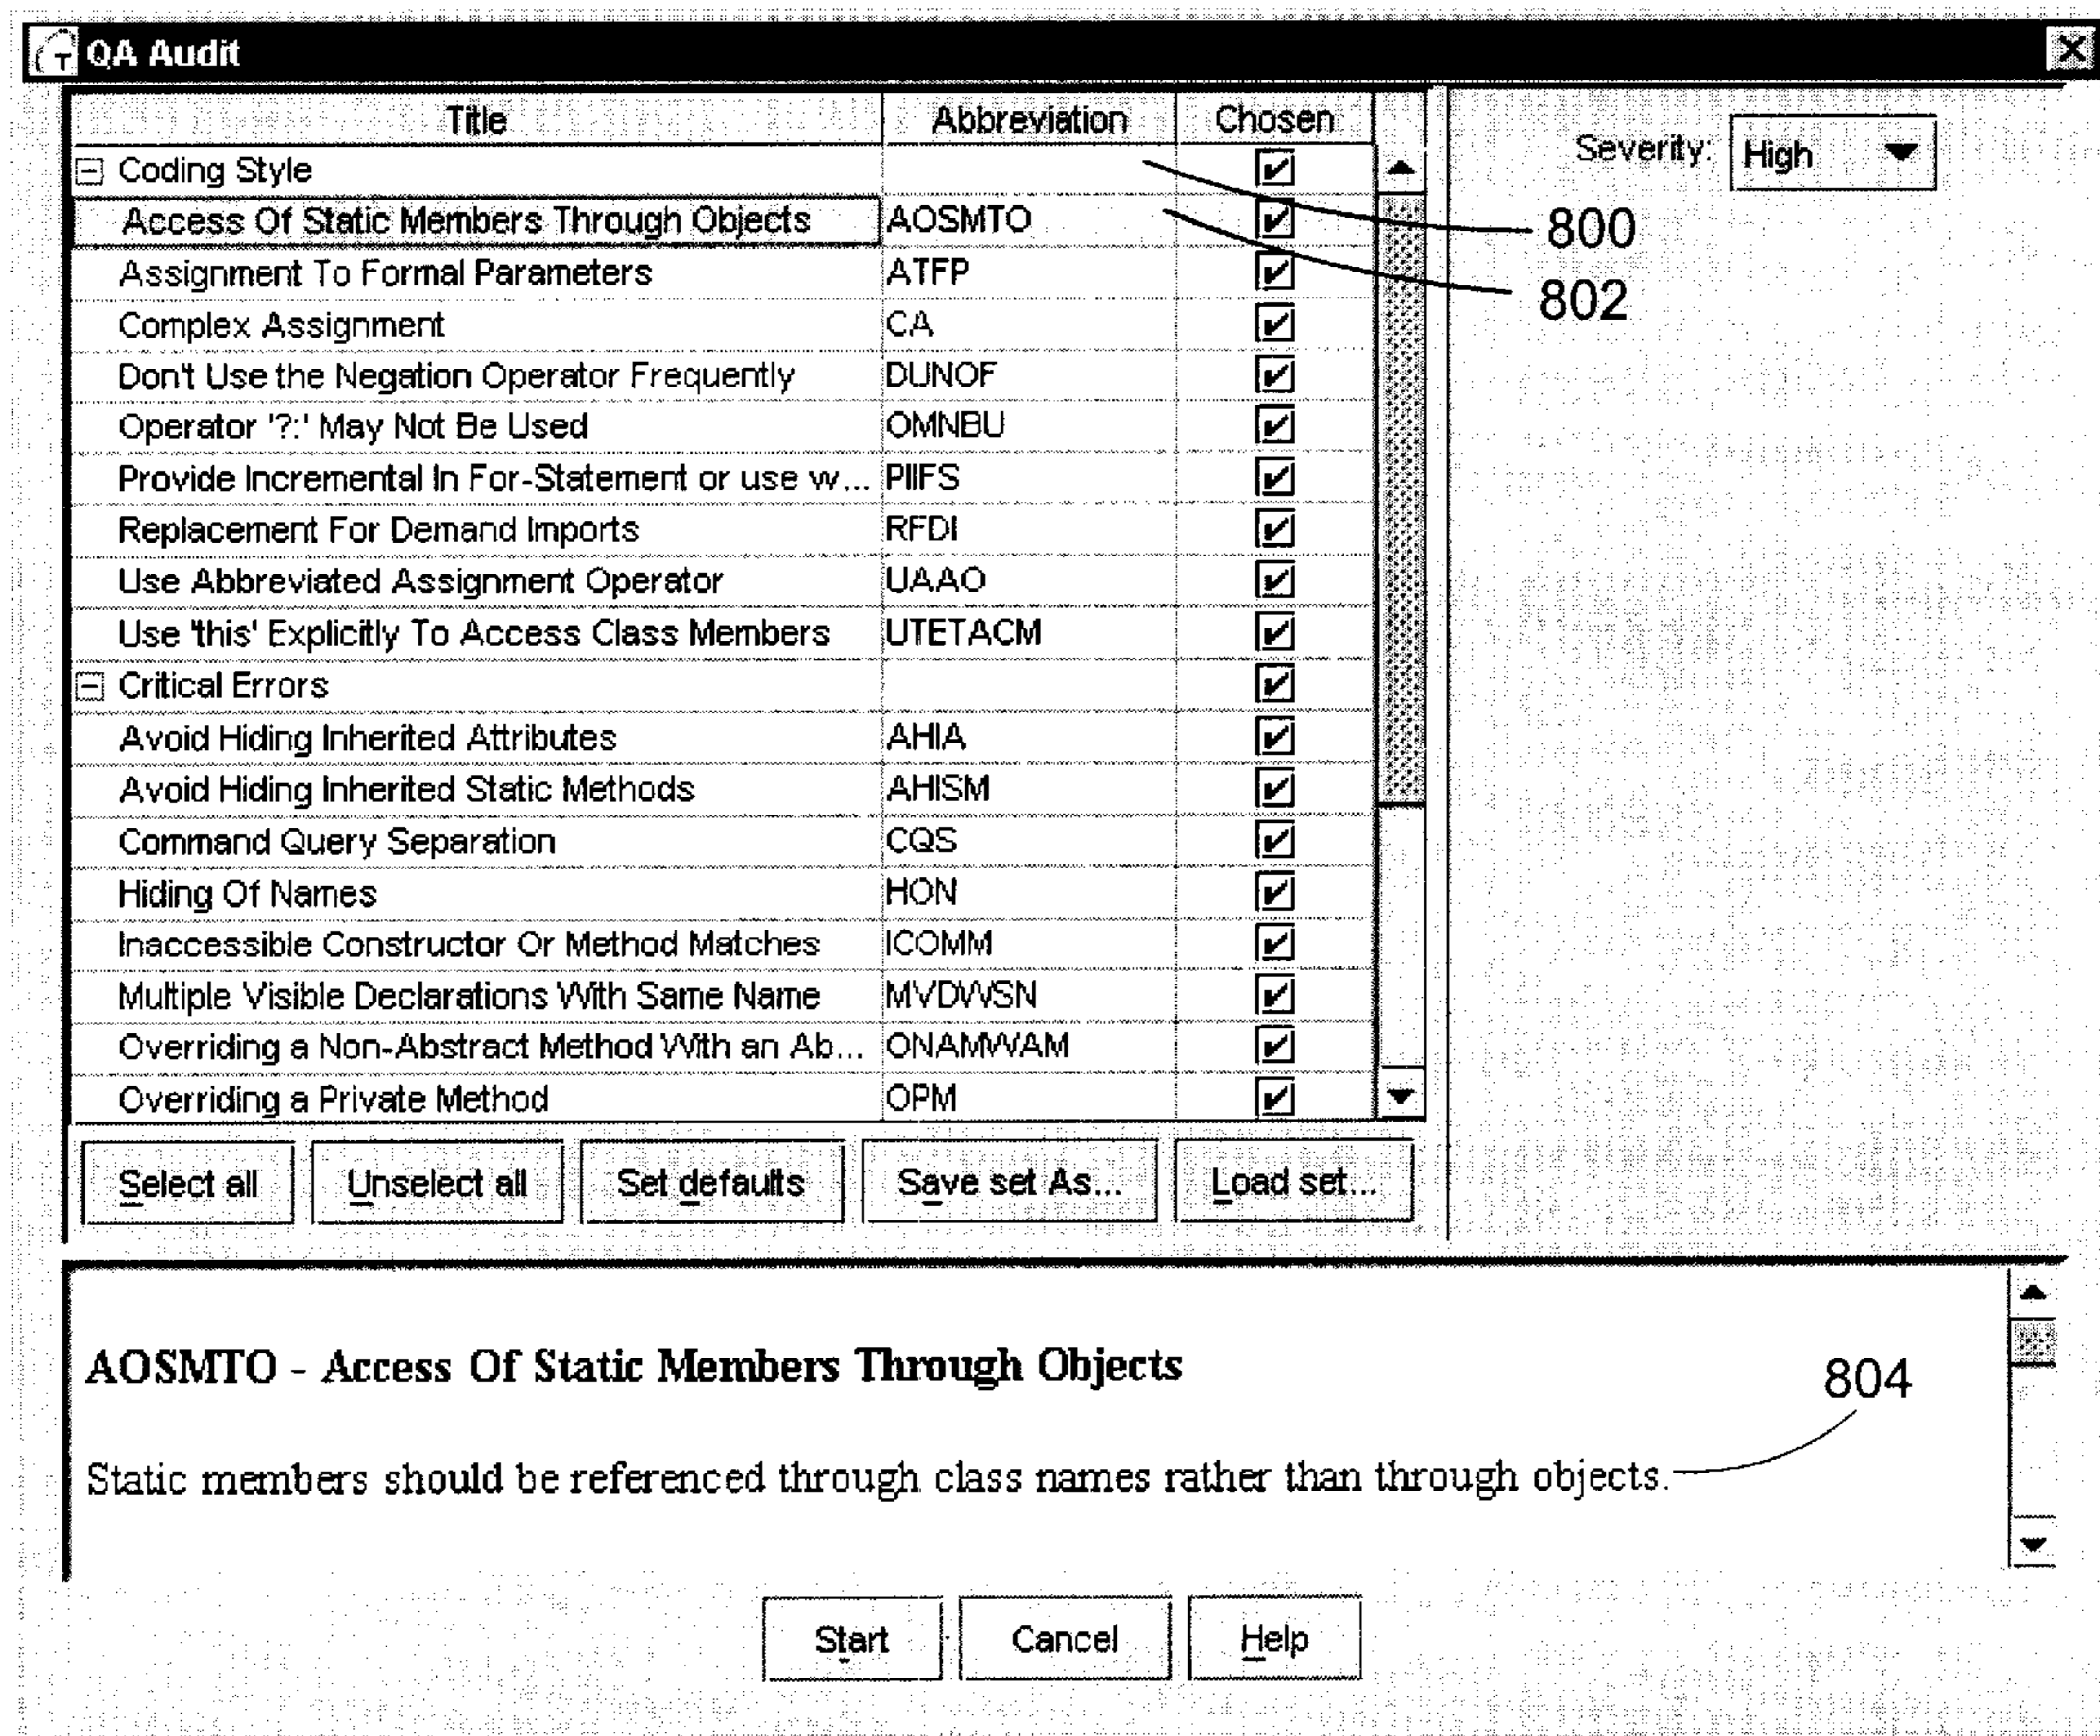 QA Audit
Title Abbreviation Chosen
Severity: High
Coding Style
800
Access Of Static Members Through Objects AOSMTO
802
Assignment To Formal Parameters ATFP
Complex Assignment CA
Don't Use the Negation Operator Frequently DUNOF
Operator '?:' May Not Be Used OMNBU
Provide Incremental In For-Statement or use w... PIIFS
Replacement For Demand Imports RFDI
Use Abbreviated Assignment Operator UAAO
Use 'this' Explicitly To Access Class Members UTETACM
Critical Errors
Avoid Hiding Inherited Attributes AHIA
Avoid Hiding Inherited Static Methods AHISM
Command Query Separation CQS
Hiding Of Names HON
Inaccessible Constructor Or Method Matches ICOMM
Multiple Visible Declarations With Same Name MVDWSN
Overriding a Non-Abstract Method With an Ab... ONAMWAM
Overriding a Private Method OPM
Select all Unselect all Set defaults Save set As... Load set...
AOSMTO - Access Of Static Members Through Objects
804
Static members should be referenced through class names rather than through objects.
Start Cancel Help